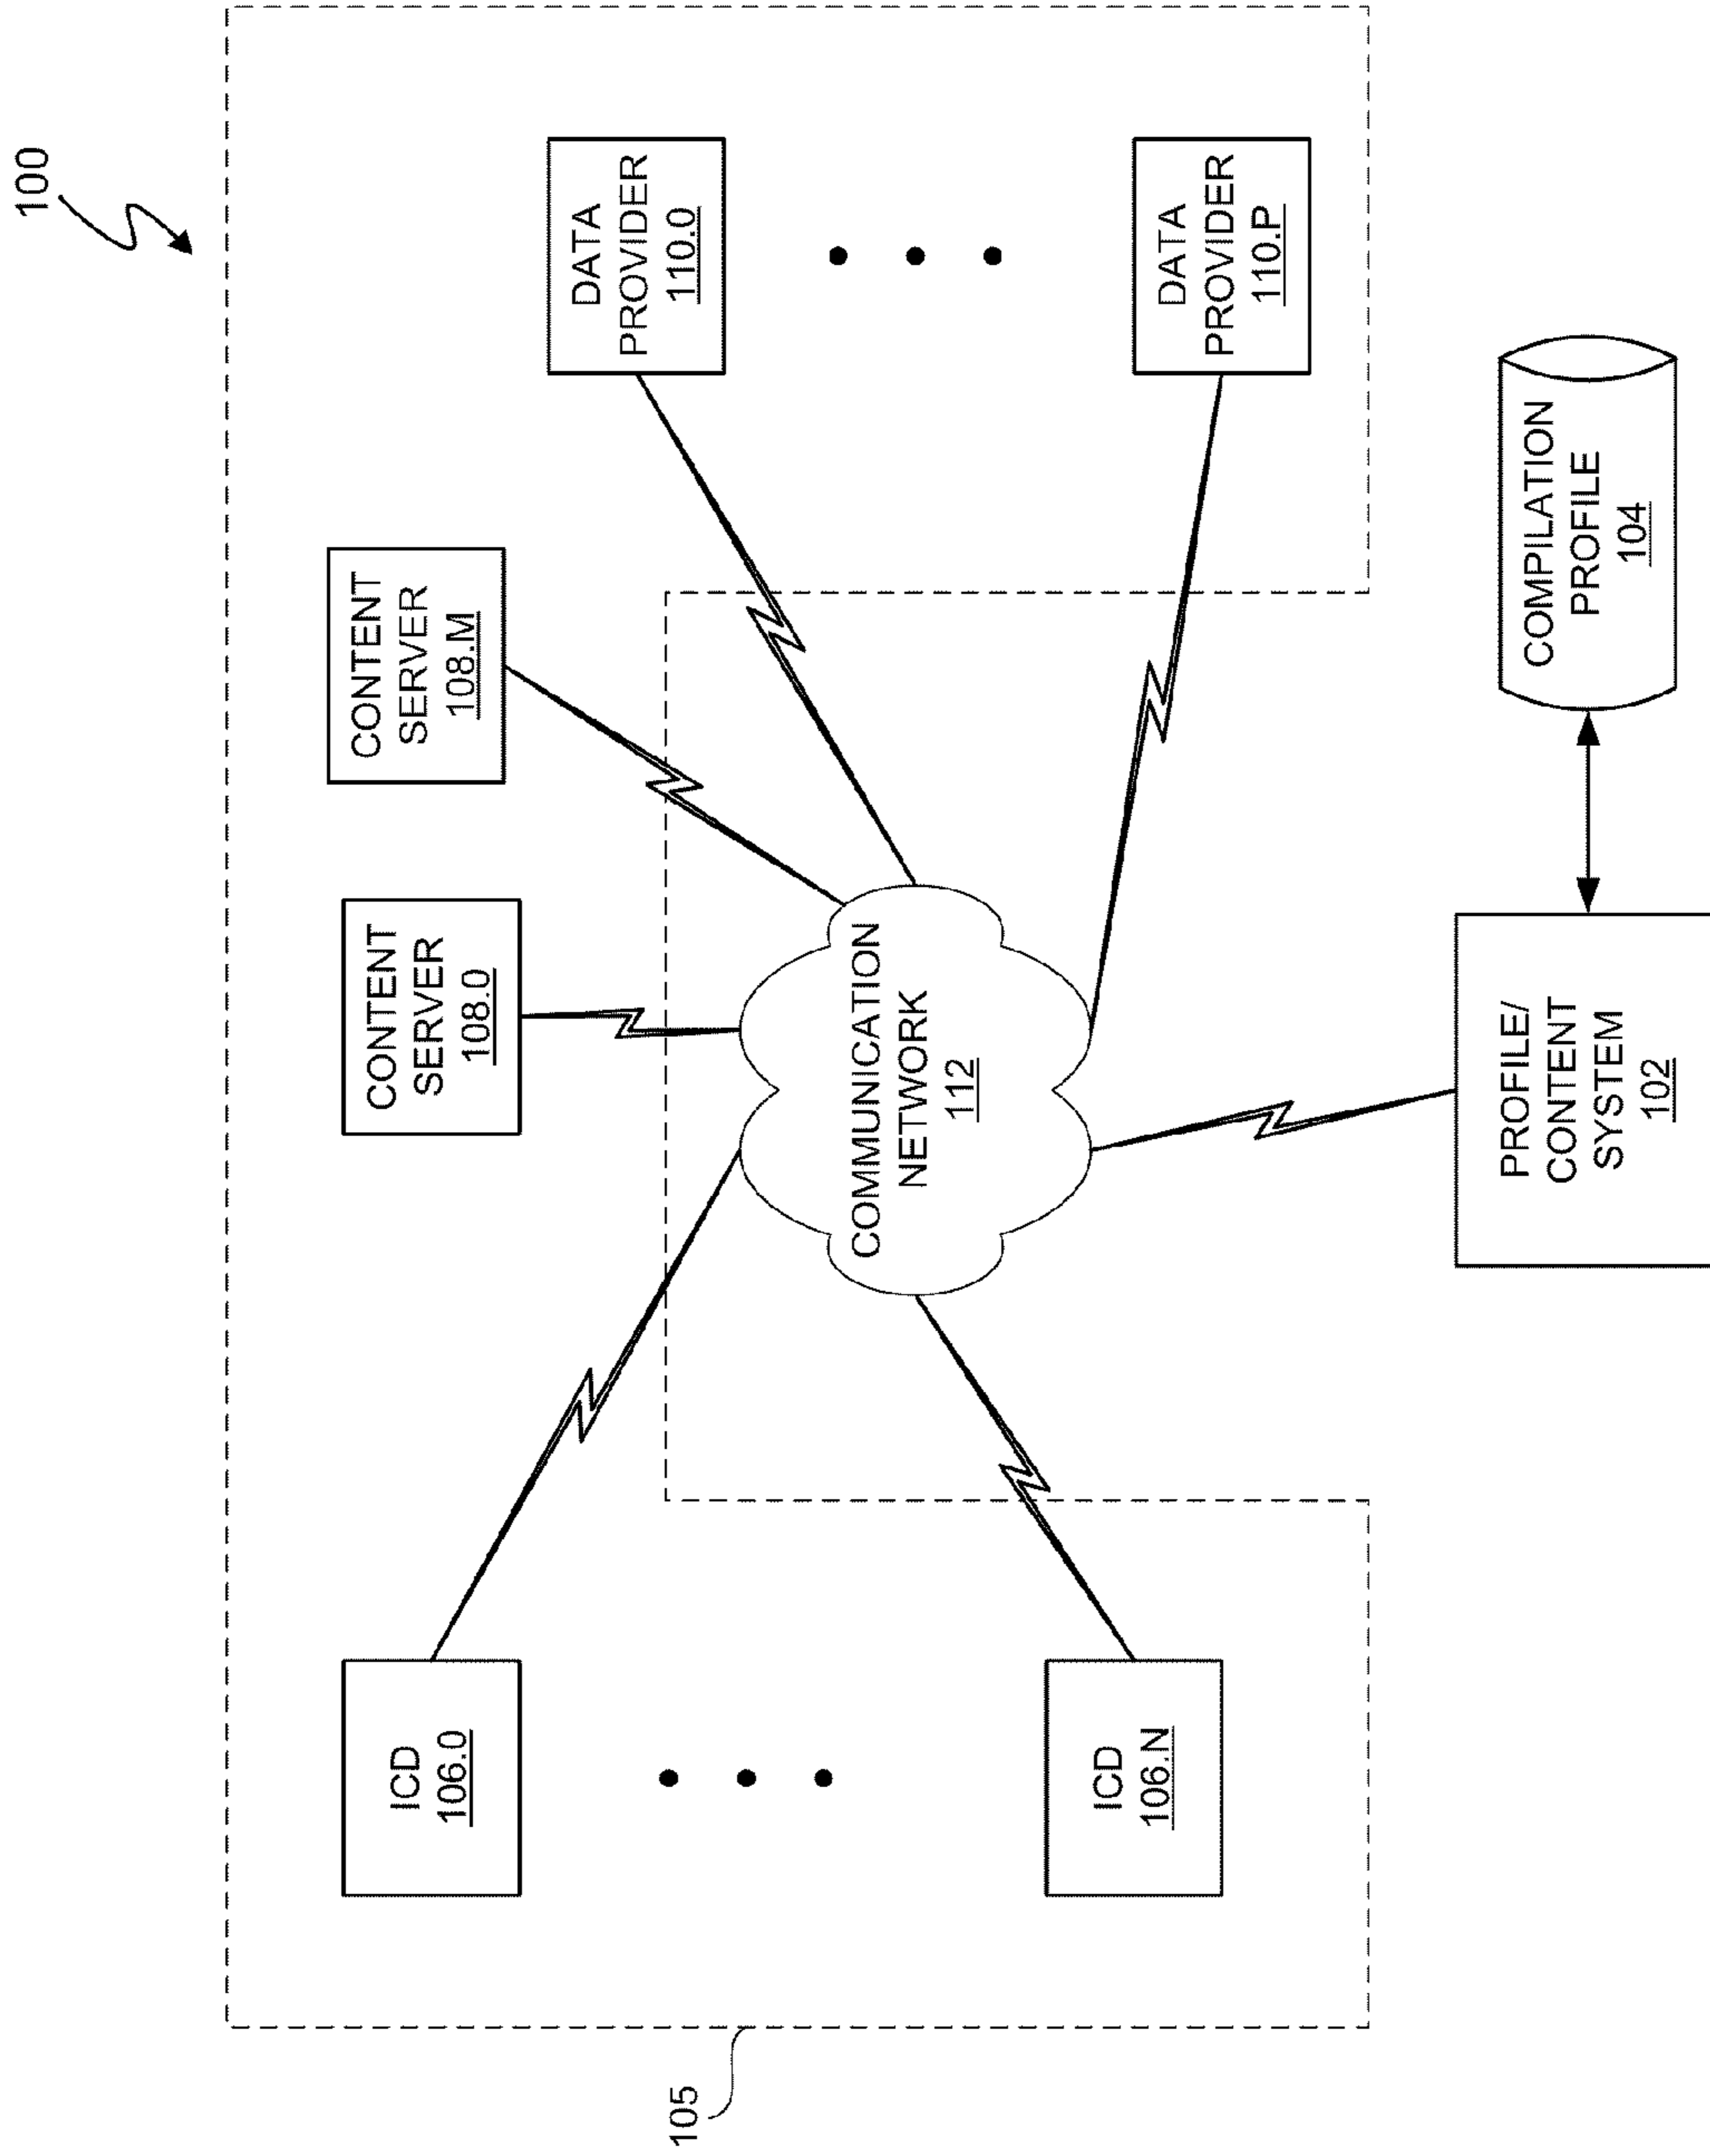 100
CONTENT
SERVER
108.0
CONTENT
SERVER
108.M
ICD
106.0
DATA
PROVIDER
110.0
COMMUNICATION
NETWORK
112
ICD
106.N
DATA
PROVIDER
110.P
105
PROFILE/
CONTENT
SYSTEM
102
COMPILATION
PROFILE
104